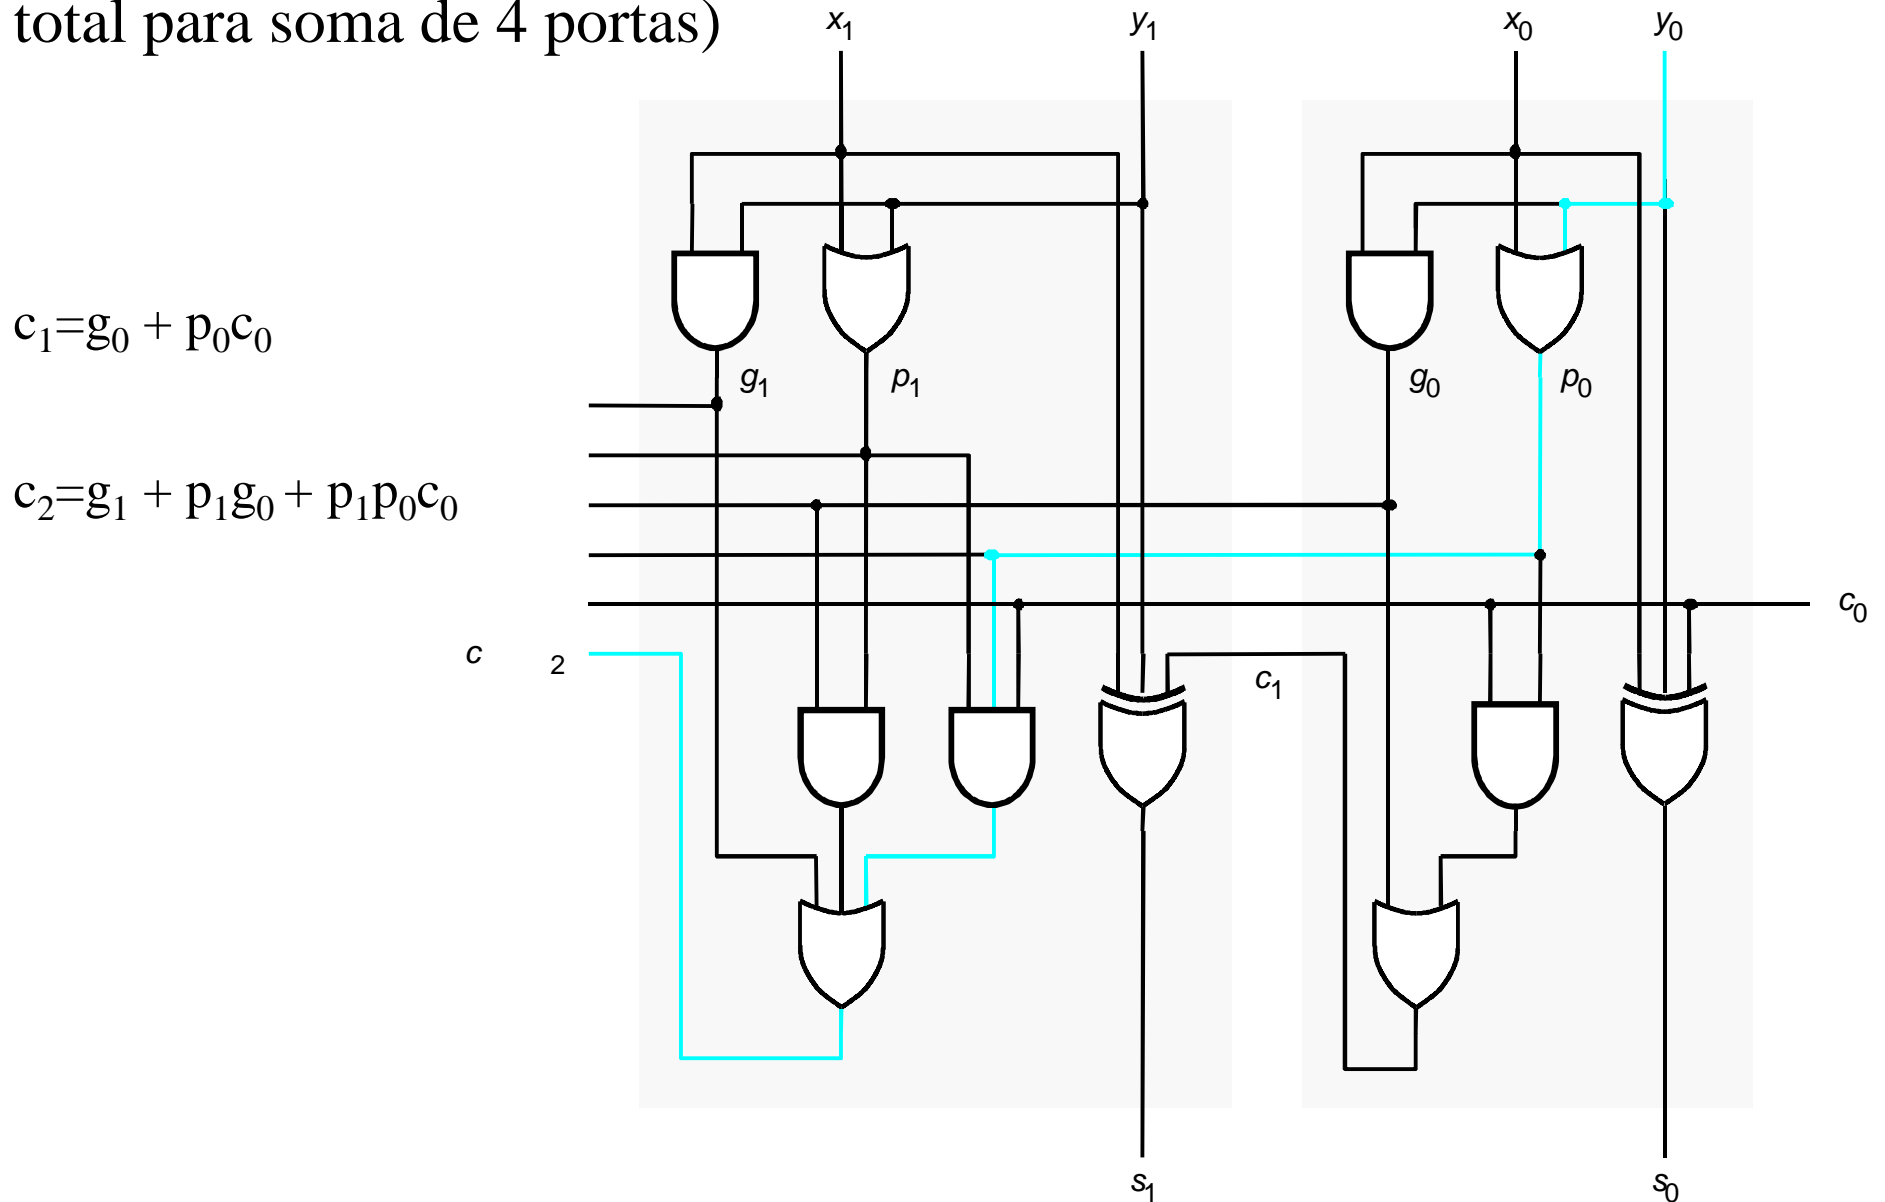 total para soma de 4 portas)
x1 y1 x0 y0
c1=g0 + p0c0
g1 p1 g0 p0
c2=g1 + p1g0 + p1p0c0
c0
c 2
c1
s1 s0